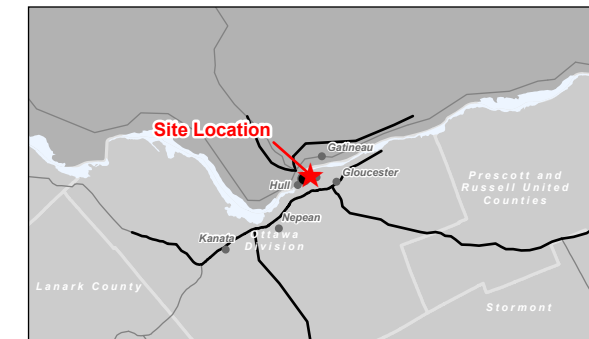 Site Location
Gatineau
Hull
Gloucester
Prescott and
Russell United
Counties
Nepean
Kanata
Ottawa
Division
Lanark County
Stormont